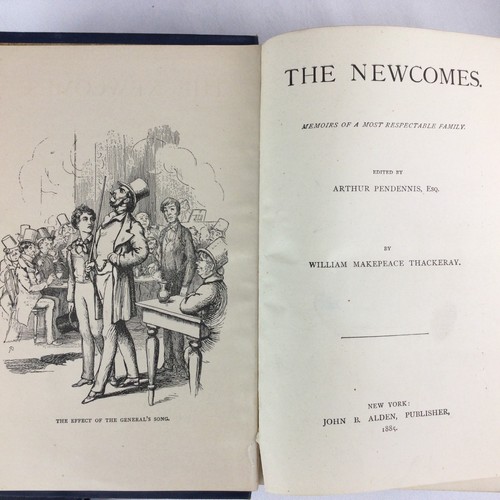 THE EFFECT OF THE GENERAL'S SONG.
THE NEWCOMES.
MEMOIRS OF A MOST RESPECTABLE FAMILY.
EDITED BY
ARTHUR PENDENNIS, ESQ.
BY
WILLIAM MAKEPEACE THACKERAY.
NEW YORK:
JOHN B. ALDEN, PUBLISHER,